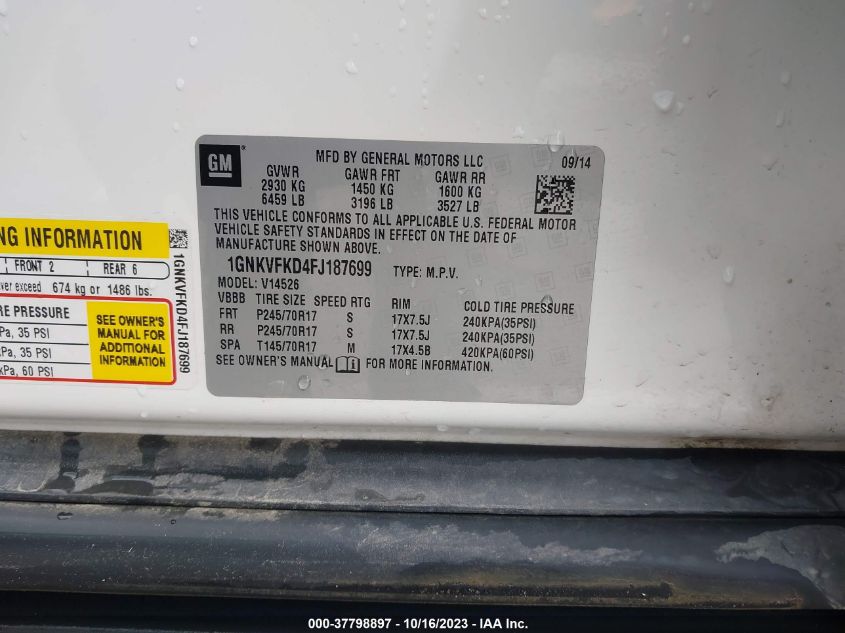 NG INFORMATION
FRONT 2 REAR 6
ver exceed 674 kg or 1486 lbs.
RE PRESSURE
Pa, 35 PSI
kPa, 35 PSI
kPa, 60 PSI
SEE OWNER'S
MANUAL FOR
ADDITIONAL
INFORMATION
1GNKVFKD4FJ187699
GM
MFD BY GENERAL MOTORS LLC 09/14
GVWR GAWR FRT GAWR RR
2930 KG 1450 KG 1600 KG
6459 LB 3196 LB 3527 LB
THIS VEHICLE CONFORMS TO ALL APPLICABLE U.S. FEDERAL MOTOR
VEHICLE SAFETY STANDARDS IN EFFECT ON THE DATE OF
MANUFACTURE SHOWN ABOVE.
1GNKVFKD4FJ187699 TYPE: M.P.V.
MODEL: V14526
VBBB TIRE SIZE SPEED RTG RIM COLD TIRE PRESSURE
FRT P245/70R17 S 17X7.5J 240KPA(35PSI)
RR P245/70R17 S 17X7.5J 240KPA(35PSI)
SPA T145/70R17 M 17X4.5B 420KPA(60PSI)
SEE OWNER'S MANUAL FOR MORE INFORMATION.
000-37798897 - 10/16/2023 - IAA Inc.